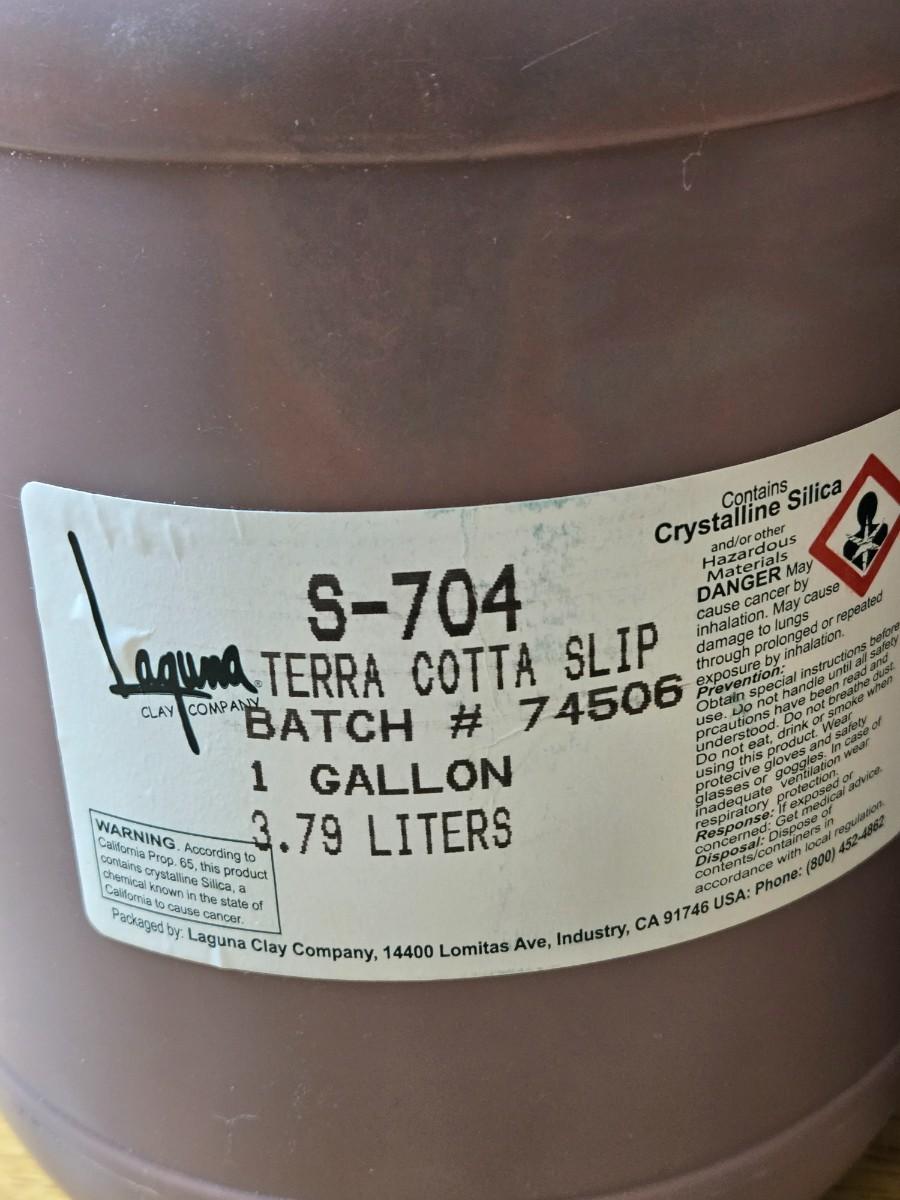 Laguna®
CLAY COMPANY
S-704
TERRA COTTA SLIP
BATCH # 74506
1 GALLON
3.79 LITERS
WARNING. According to
California Prop. 65, this product
contains crystalline Silica, a
chemical known in the state of
California to cause cancer.
Contains
Crystalline Silica
and/or other
Hazardous
Materials
DANGER May
cause cancer by
inhalation. May cause
damage to lungs
through prolonged or repeated
exposure by inhalation.
Prevention:
Obtain special instructions before
use. Do not handle until all safety
prcautions have been read and
understood. Do not breathe dust.
Do not eat, drink or smoke when
using this product. Wear
protecive gloves and safety
glasses or goggles. In case of
inadequate ventilation wear
respiratory protection.
Response: If exposed or
concerned: Get medical advice.
Disposal: Dispose of
contents/containers in
accordance with local regulation.
Packaged by: Laguna Clay Company, 14400 Lomitas Ave, Industry, CA 91746 USA: Phone: (800) 452-4862